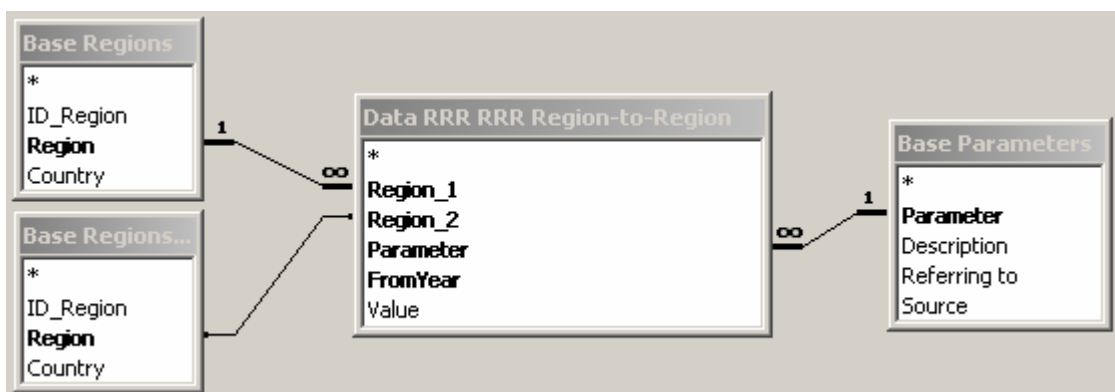 Base Regions
*
ID_Region
Region
Country
1
∞
Data RRR RRR Region-to-Region
*
Region_1
Region_2
Parameter
FromYear
Value
∞
1
Base Parameters
*
Parameter
Description
Referring to
Source
Base Regions...
*
ID_Region
Region
Country